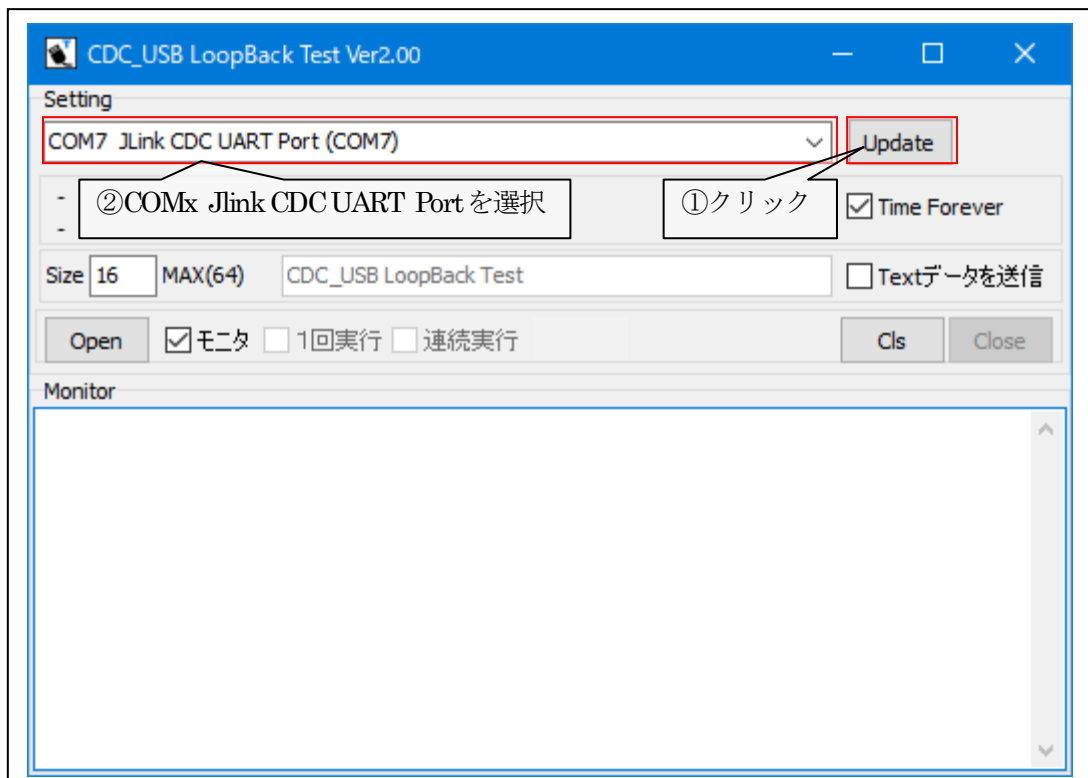 CDC_USB LoopBack Test Ver2.00
Setting
COM7 JLink CDC UART Port (COM7)
Update
②COMx Jlink CDC UART Portを選択
①クリック
- 
-
Time Forever
Size 16 MAX(64) CDC_USB LoopBack Test
Textデータを送信
Open モニタ 1回実行 連続実行 Cls Close
Monitor